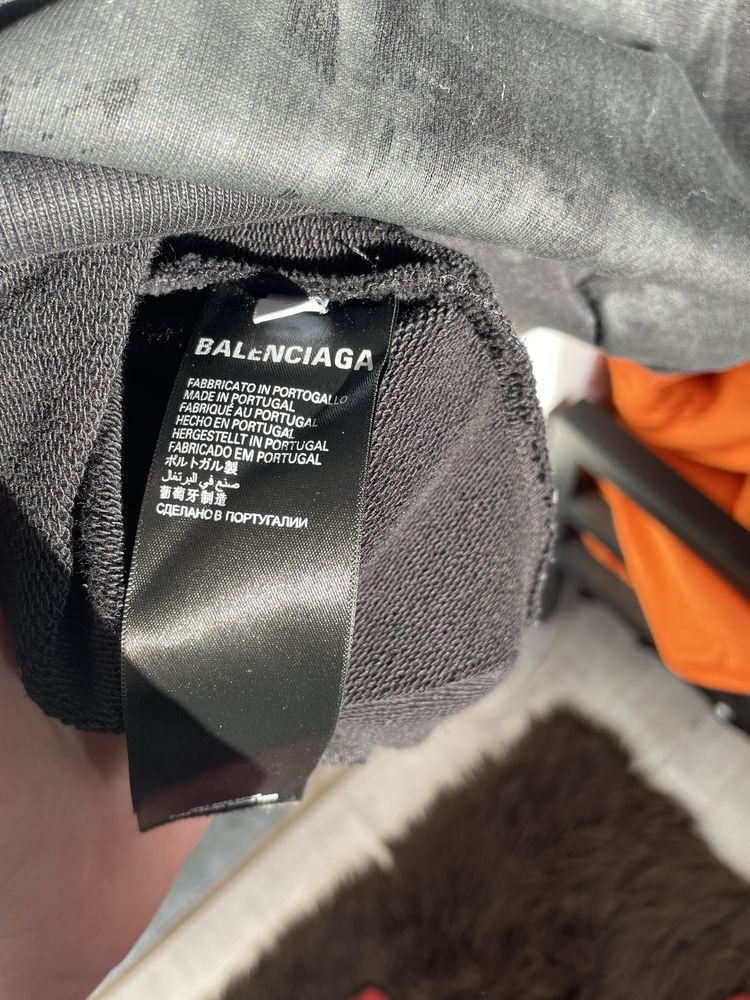 BALENCIAGA
FABBRICATO IN PORTOGALLO
MADE IN PORTUGAL
FABRIQUÉ AU PORTUGAL
HECHO EN PORTUGAL
HERGESTELLT IN PORTUGAL
FABRICADO EM PORTUGAL
ポルトガル製
صنع في البرتغال
葡萄牙制造
СДЕЛАНО В ПОРТУГАЛИИ